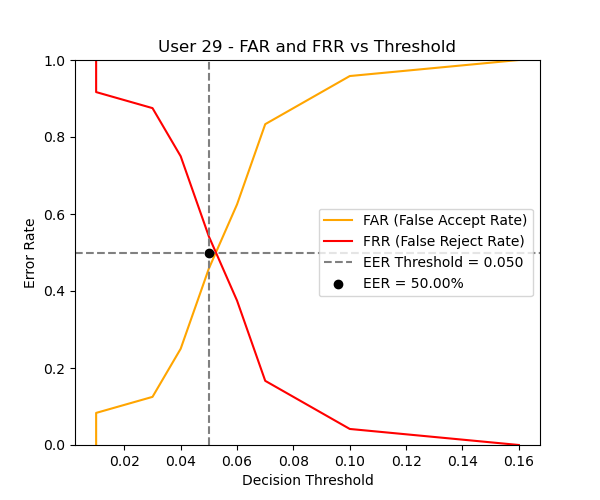 User 29 - FAR and FRR vs Threshold
1.0
0.8
0.6
0.4
0.2
0.0
Error Rate
FAR (False Accept Rate)
FRR (False Reject Rate)
EER Threshold = 0.050
EER = 50.00%
0.02 0.04 0.06 0.08 0.10 0.12 0.14 0.16
Decision Threshold